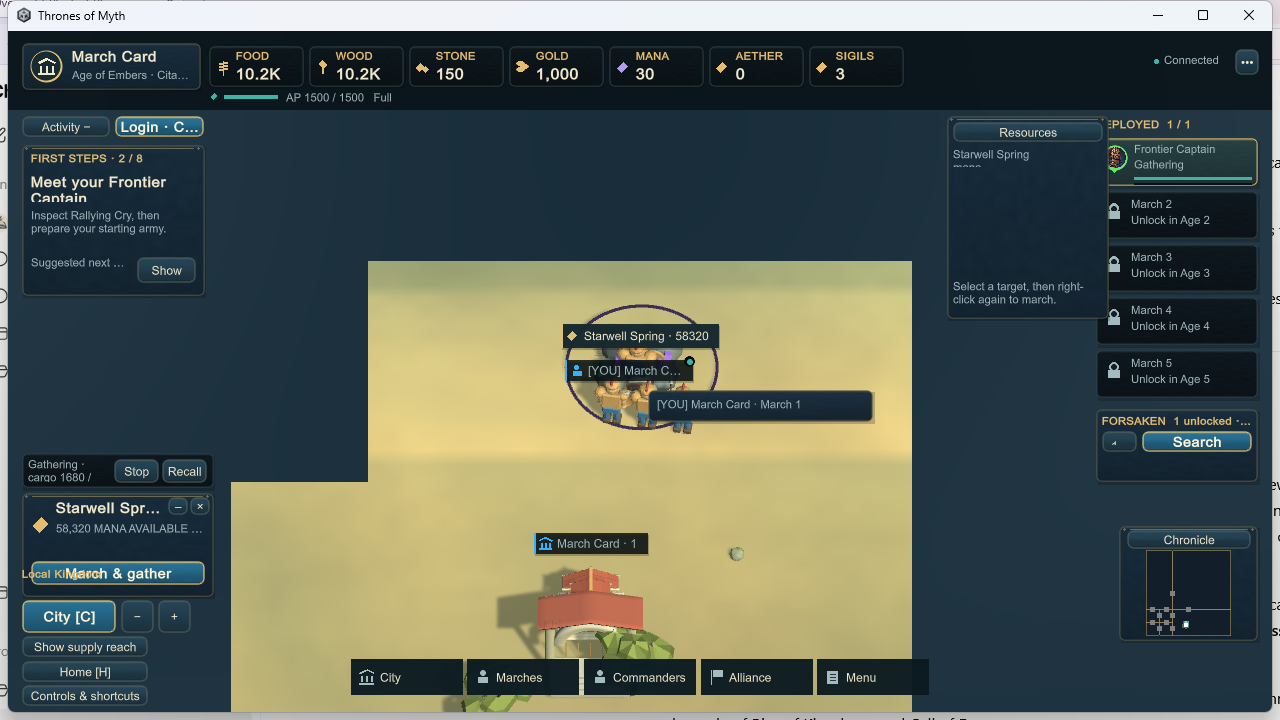 Thrones of Myth
March Card
Age of Embers · Cita…
FOOD
10.2K
WOOD
10.2K
STONE
150
GOLD
1,000
MANA
30
AETHER
0
SIGILS
3
AP 1500 / 1500 Full
Connected
Activity –
Login · C…
FIRST STEPS · 2 / 8
Meet your Frontier
Captain
Inspect Rallying Cry, then
prepare your starting army.
Suggested next …
Show
Resources
Starwell Spring
Select a target, then right-
click again to march.
EPLOYED 1 / 1
Frontier Captain
Gathering
March 2
Unlock in Age 2
March 3
Unlock in Age 3
March 4
Unlock in Age 4
March 5
Unlock in Age 5
FORSAKEN 1 unlocked ·…
Search
Starwell Spring · 58320
[YOU] March C…
[YOU] March Card · March 1
March Card · 1
Gathering ·
cargo 1680 /
Stop
Recall
Starwell Spr…
58,320 MANA AVAILABLE …
March & gather
City [C]
−
+
Show supply reach
Home [H]
Controls & shortcuts
City
Marches
Commanders
Alliance
Menu
Chronicle